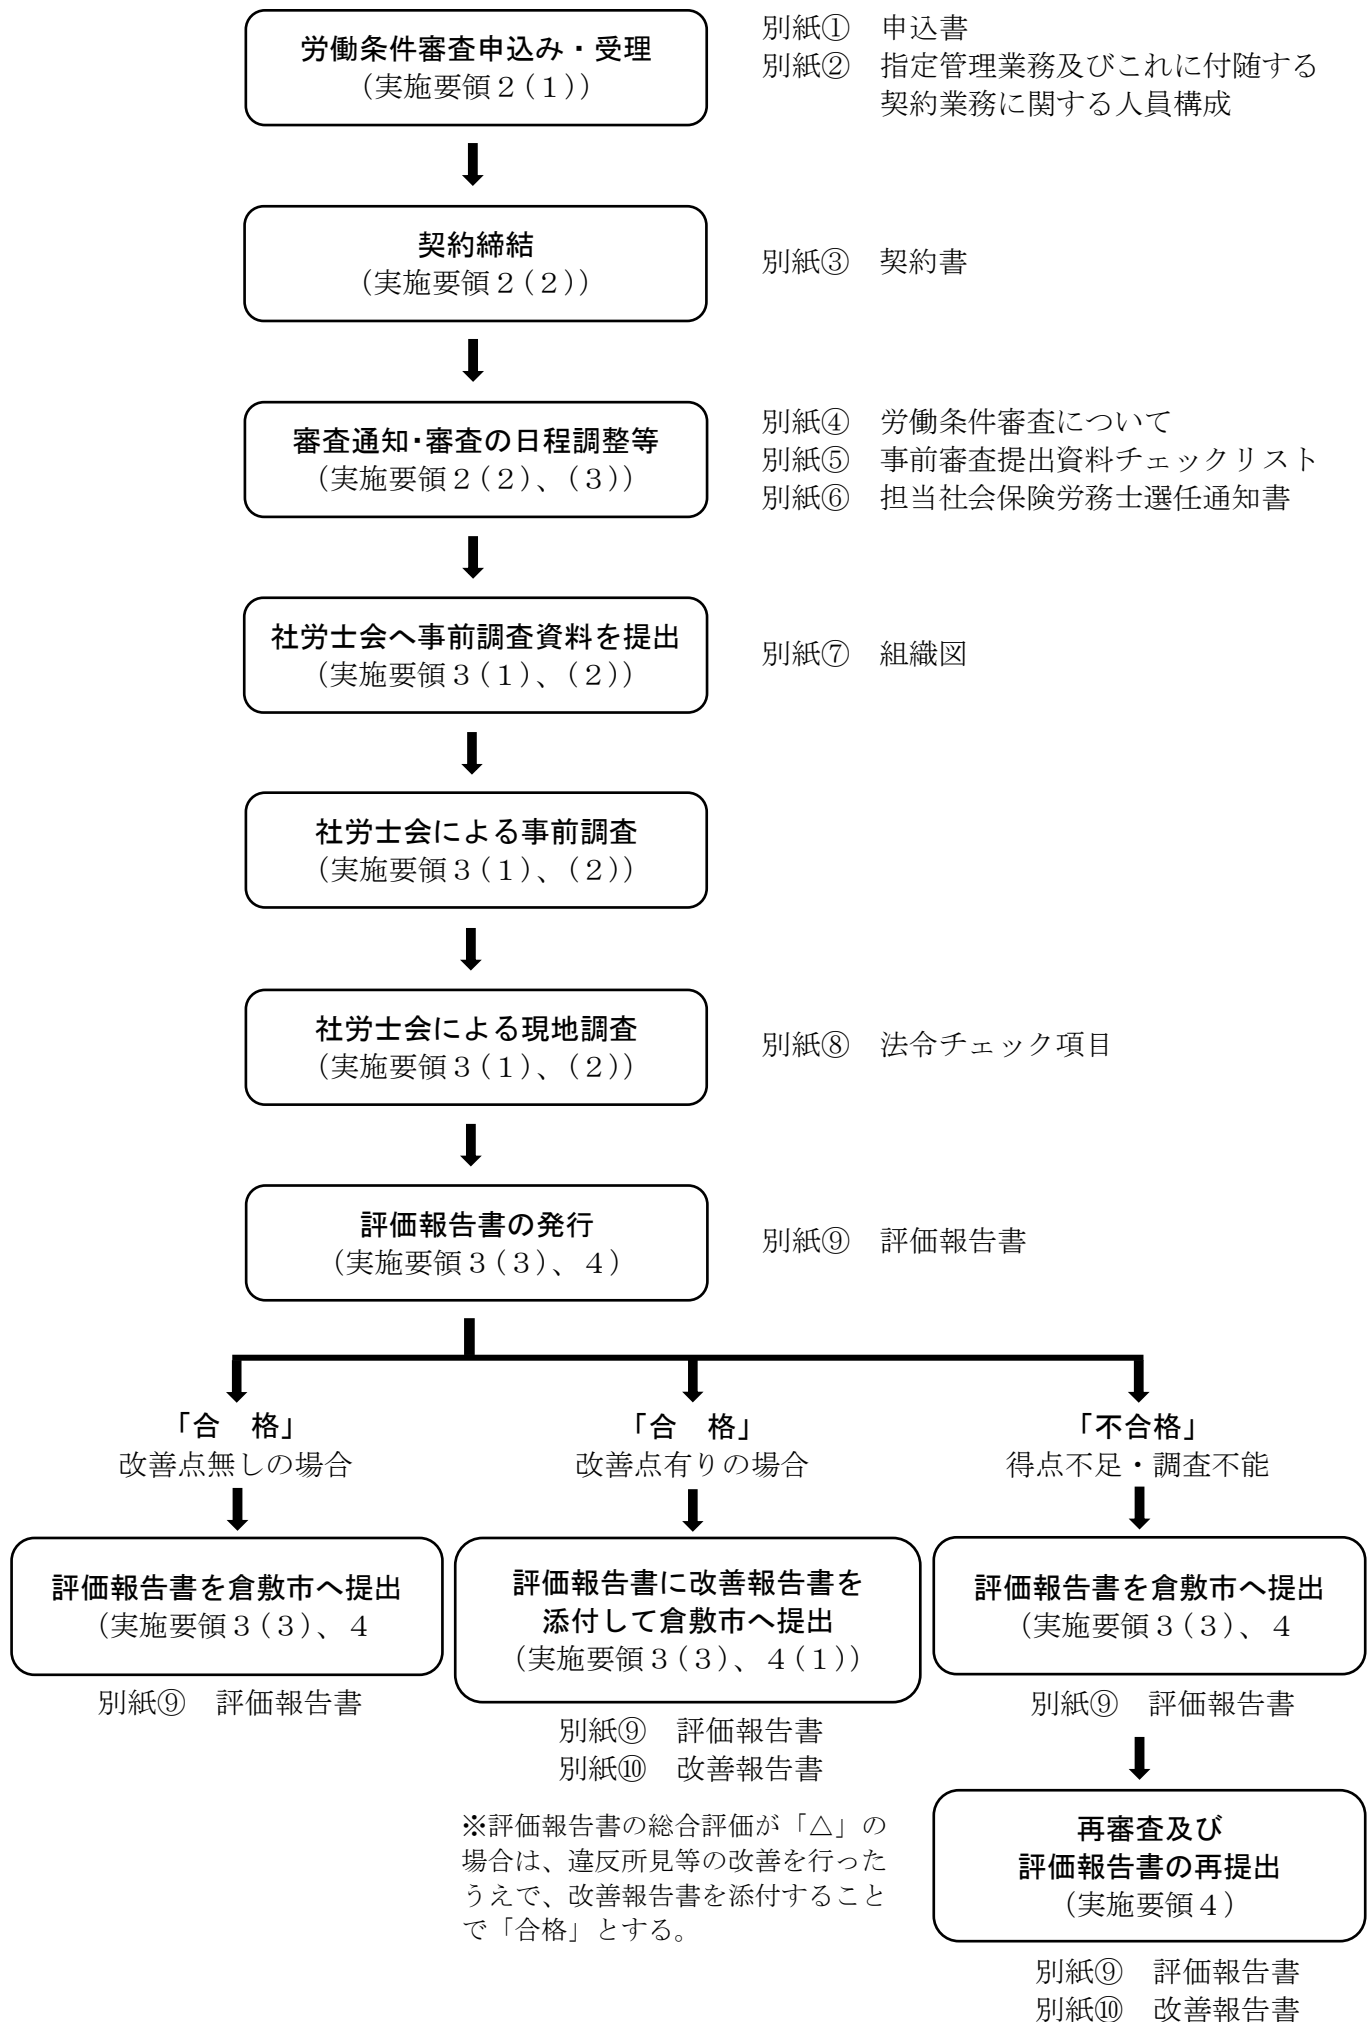 労働条件審査申込み・受理
（実施要領２(１)）
別紙①　申込書
別紙②　指定管理業務及びこれに付随する
契約業務に関する人員構成
契約締結
（実施要領２(２)）
別紙③　契約書
審査通知・審査の日程調整等
（実施要領２(２)、(３)）
別紙④　労働条件審査について
別紙⑤　事前審査提出資料チェックリスト
別紙⑥　担当社会保険労務士選任通知書
社労士会へ事前調査資料を提出
（実施要領３(１)、(２)）
別紙⑦　組織図
社労士会による事前調査
（実施要領３(１)、(２)）
社労士会による現地調査
（実施要領３(１)、(２)）
別紙⑧　法令チェック項目
評価報告書の発行
（実施要領３(３)、４）
別紙⑨　評価報告書
「合　格」
改善点無しの場合
評価報告書を倉敷市へ提出
（実施要領３(３)、４
別紙⑨　評価報告書
「合　格」
改善点有りの場合
評価報告書に改善報告書を
添付して倉敷市へ提出
（実施要領３(３)、４(１)）
別紙⑨　評価報告書
別紙⑩　改善報告書
※評価報告書の総合評価が「△」の
場合は、違反所見等の改善を行った
うえで、改善報告書を添付すること
で「合格」とする。
「不合格」
得点不足・調査不能
評価報告書を倉敷市へ提出
（実施要領３(３)、４
別紙⑨　評価報告書
再審査及び
評価報告書の再提出
（実施要領４）
別紙⑨　評価報告書
別紙⑩　改善報告書